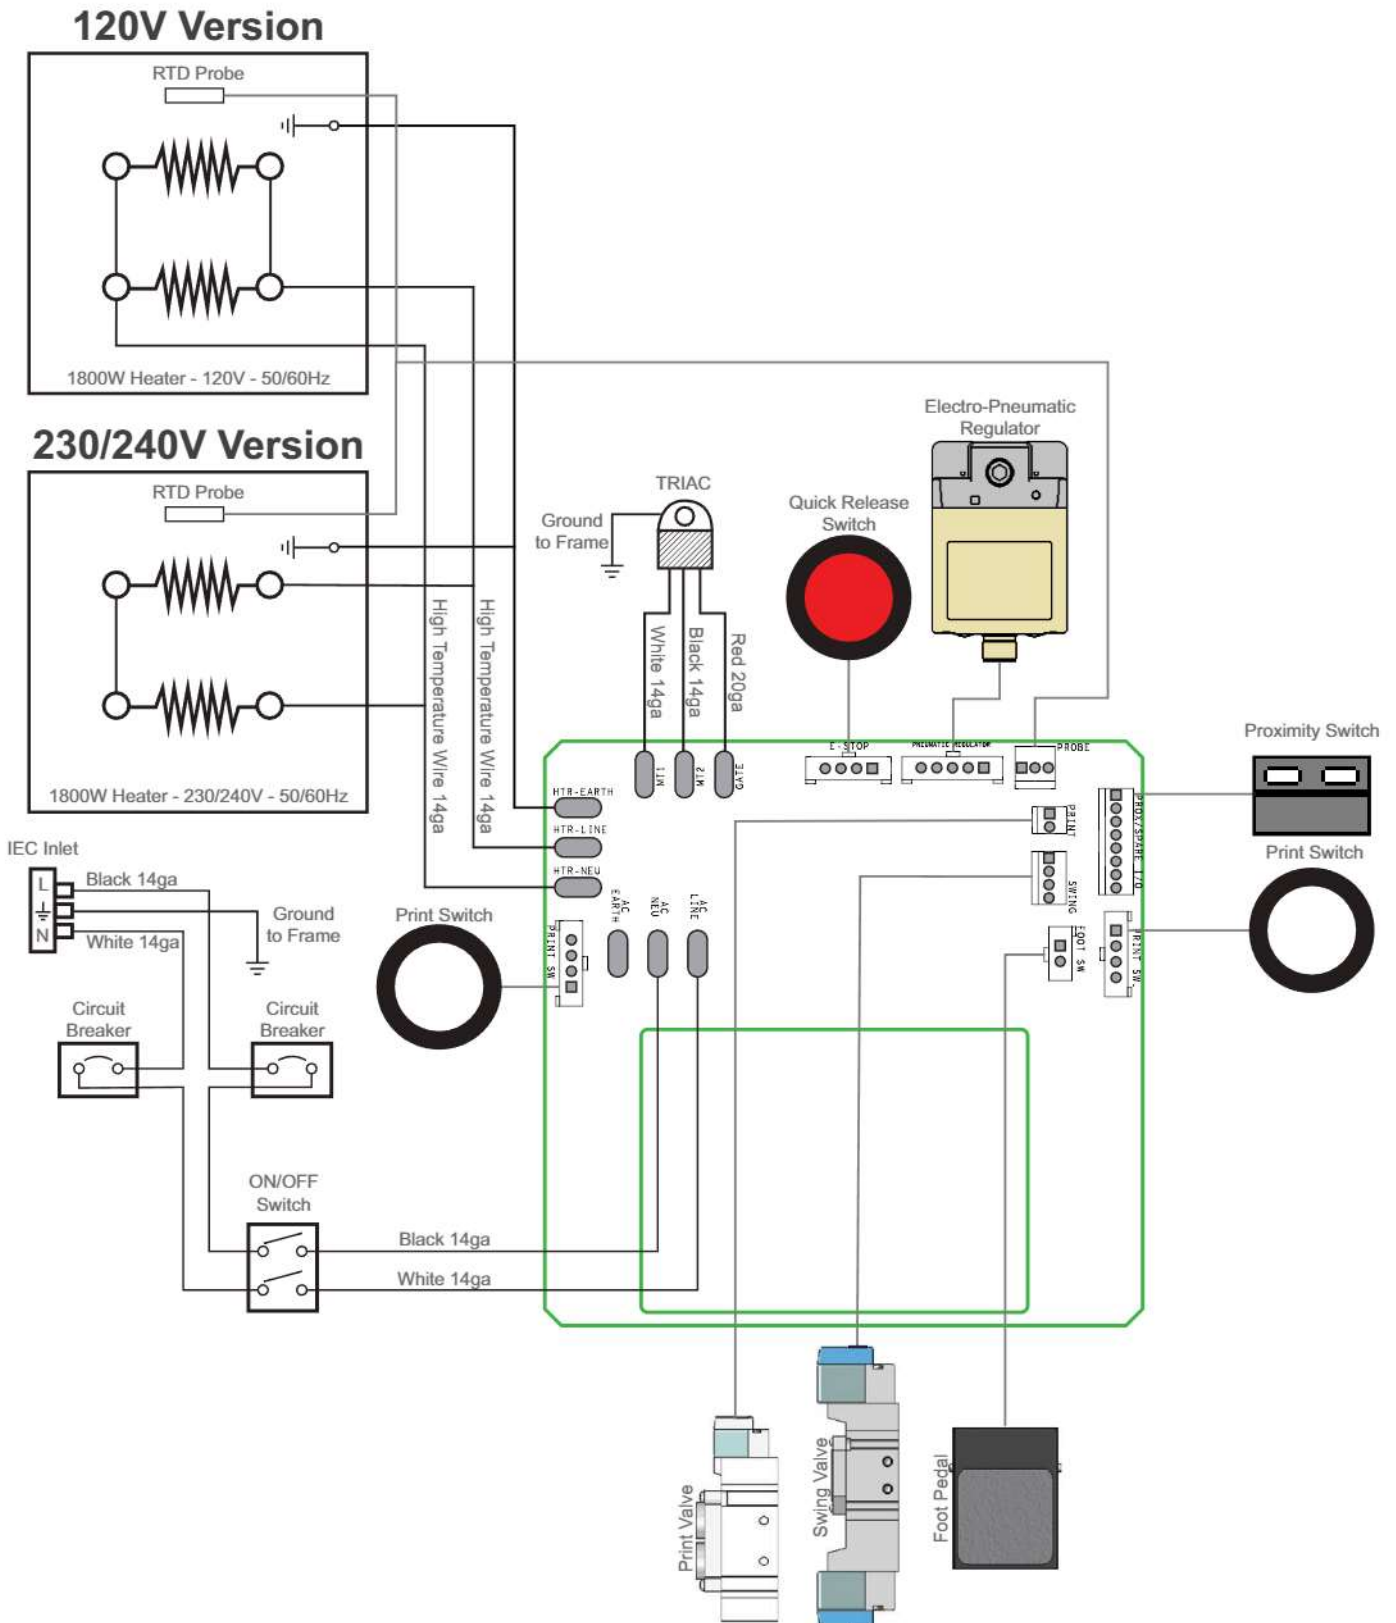 120V Version
RTD Probe
1800W Heater - 120V - 50/60Hz
230/240V Version
RTD Probe
1800W Heater - 230/240V - 50/60Hz
High Temperature Wire 14ga
High Temperature Wire 14ga
Electro-Pneumatic
Regulator
TRIAC
Ground
to Frame
White 14ga
Black 14ga
Red 20ga
Quick Release
Switch
Proximity Switch
Print Switch
E-STOP
PNEUMATIC REGULATOR
PROBE
MT1
MT2
GATE
HTR-EARTH
HTR-LINE
HTR-NEU
AC
EARTH
AC
NEU
AC
LINE
PRINT
SWING
PROX/SPARE I/O
FOOT SW
PRINT SW
PRINT SW
IEC Inlet
L
N
Black 14ga
White 14ga
Ground
to Frame
Print Switch
Circuit
Breaker
Circuit
Breaker
ON/OFF
Switch
Black 14ga
White 14ga
Print Valve
Swing Valve
Foot Pedal